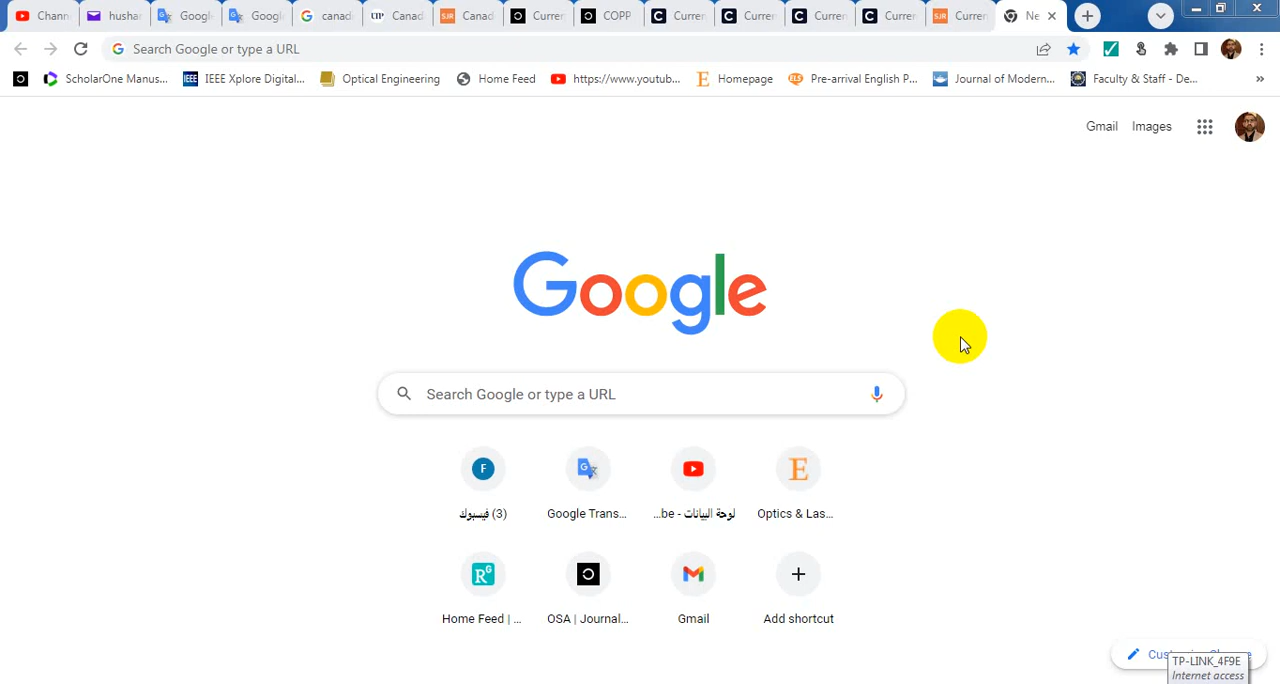 Chann
husha
Googl
Googl
canad
Canad
Canad
Curren
COPP
Curren
Curren
Curren
Curren
Curren
Ne
Search Google or type a URL
ScholarOne Manus...
IEEE Xplore Digital...
Optical Engineering
Home Feed
https://www.youtub...
Homepage
Pre-arrival English P...
Journal of Modern...
Faculty & Staff - De...
Gmail
Images
Google
Search Google or type a URL
(3) فيسبوك
Google Trans...
لوحة البيانات - be...
Optics & Las...
Home Feed | ...
OSA | Journal...
Gmail
Add shortcut
TP-LINK_4F9E
Internet access